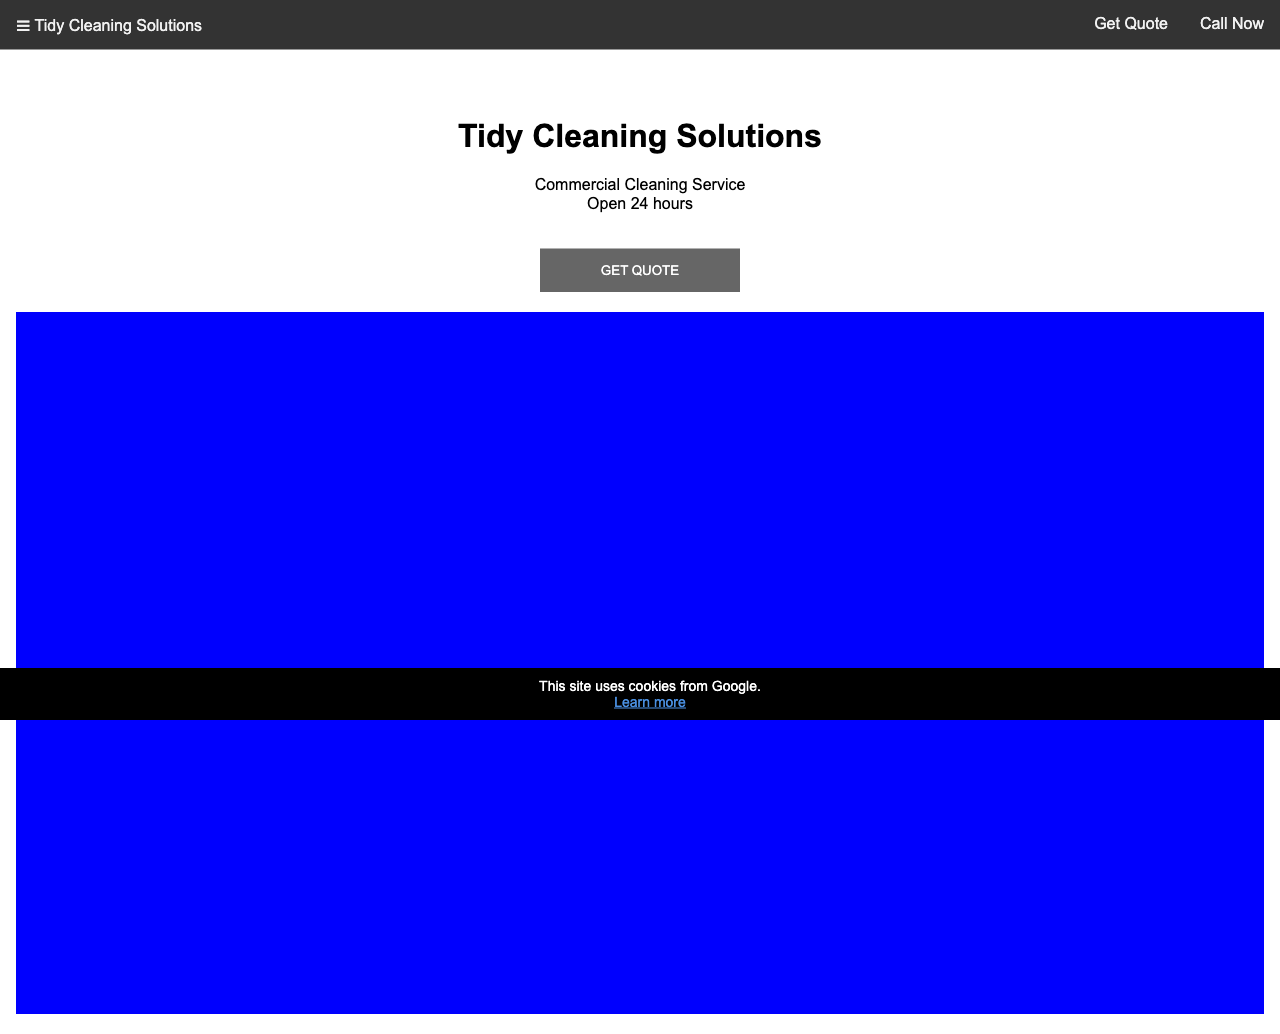 ≡ Tidy Cleaning Solutions
Get Quote
Call Now
Tidy Cleaning Solutions
Commercial Cleaning Service
Open 24 hours
GET QUOTE
This site uses cookies from Google.
Learn more